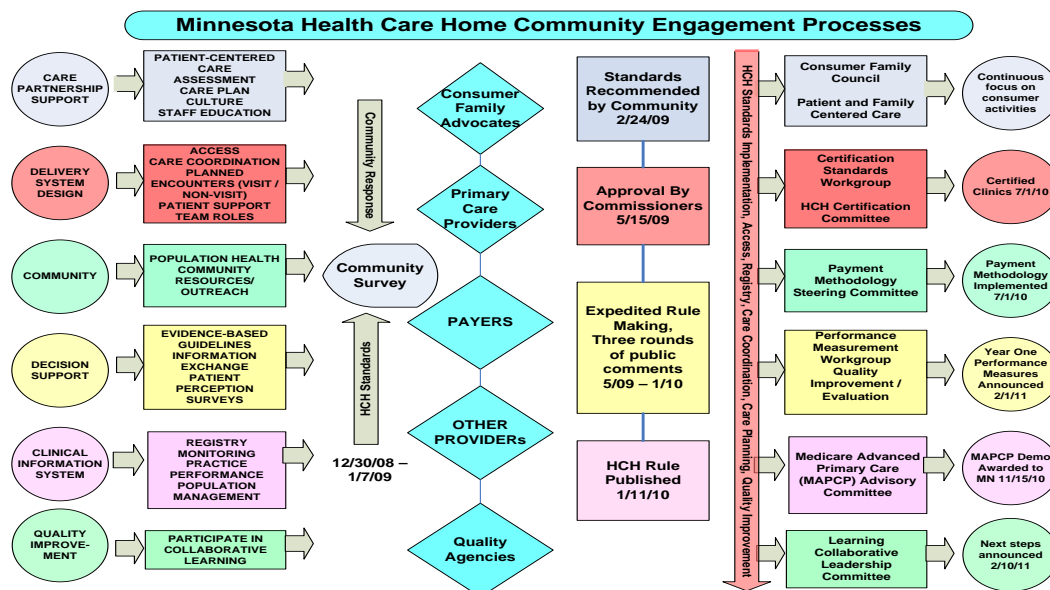 Minnesota Health Care Home Community Engagement Processes
CARE
PARTNERSHIP
SUPPORT
PATIENT-CENTERED
CARE
ASSESSMENT
CARE PLAN
CULTURE
STAFF EDUCATION
DELIVERY
SYSTEM
DESIGN
ACCESS
CARE COORDINATION
PLANNED
ENCOUNTERS (VISIT /
NON-VISIT)
PATIENT SUPPORT
TEAM ROLES
COMMUNITY
POPULATION HEALTH
COMMUNITY
RESOURCES/
OUTREACH
DECISION
SUPPORT
EVIDENCE-BASED
GUIDELINES
INFORMATION
EXCHANGE
PATIENT
PERCEPTION
SURVEYS
CLINICAL
INFORMATION
SYSTEM
REGISTRY
MONITORING
PRACTICE
PERFORMANCE
POPULATION
MANAGEMENT
QUALITY
IMPROVE-
MENT
PARTICIPATE IN
COLLABORATIVE
LEARNING
Community Response
Community
Survey
HCH Standards
12/30/08 –
1/7/09
Consumer
Family
Advocates
Primary
Care
Providers
PAYERS
OTHER
PROVIDERs
Quality
Agencies
Standards
Recommended
by Community
2/24/09
Approval By
Commissioners
5/15/09
Expedited Rule
Making,
Three rounds
of public
comments
5/09 – 1/10
HCH Rule
Published
1/11/10
HCH Standards Implementation, Access, Registry, Care Coordination, Care Planning, Quality Improvement
Consumer Family
Council
Patient and Family
Centered Care
Continuous
focus on
consumer
activities
Certification
Standards
Workgroup
HCH Certification
Committee
Certified
Clinics 7/1/10
Payment
Methodology
Steering Committee
Payment
Methodology
Implemented
7/1/10
Performance
Measurement
Workgroup
Quality
Improvement /
Evaluation
Year One
Performance
Measures
Announced
2/1/11
Medicare Advanced
Primary Care
(MAPCP) Advisory
Committee
MAPCP Demo
Awarded to
MN 11/15/10
Learning
Collaborative
Leadership
Committee
Next steps
announced
2/10/11